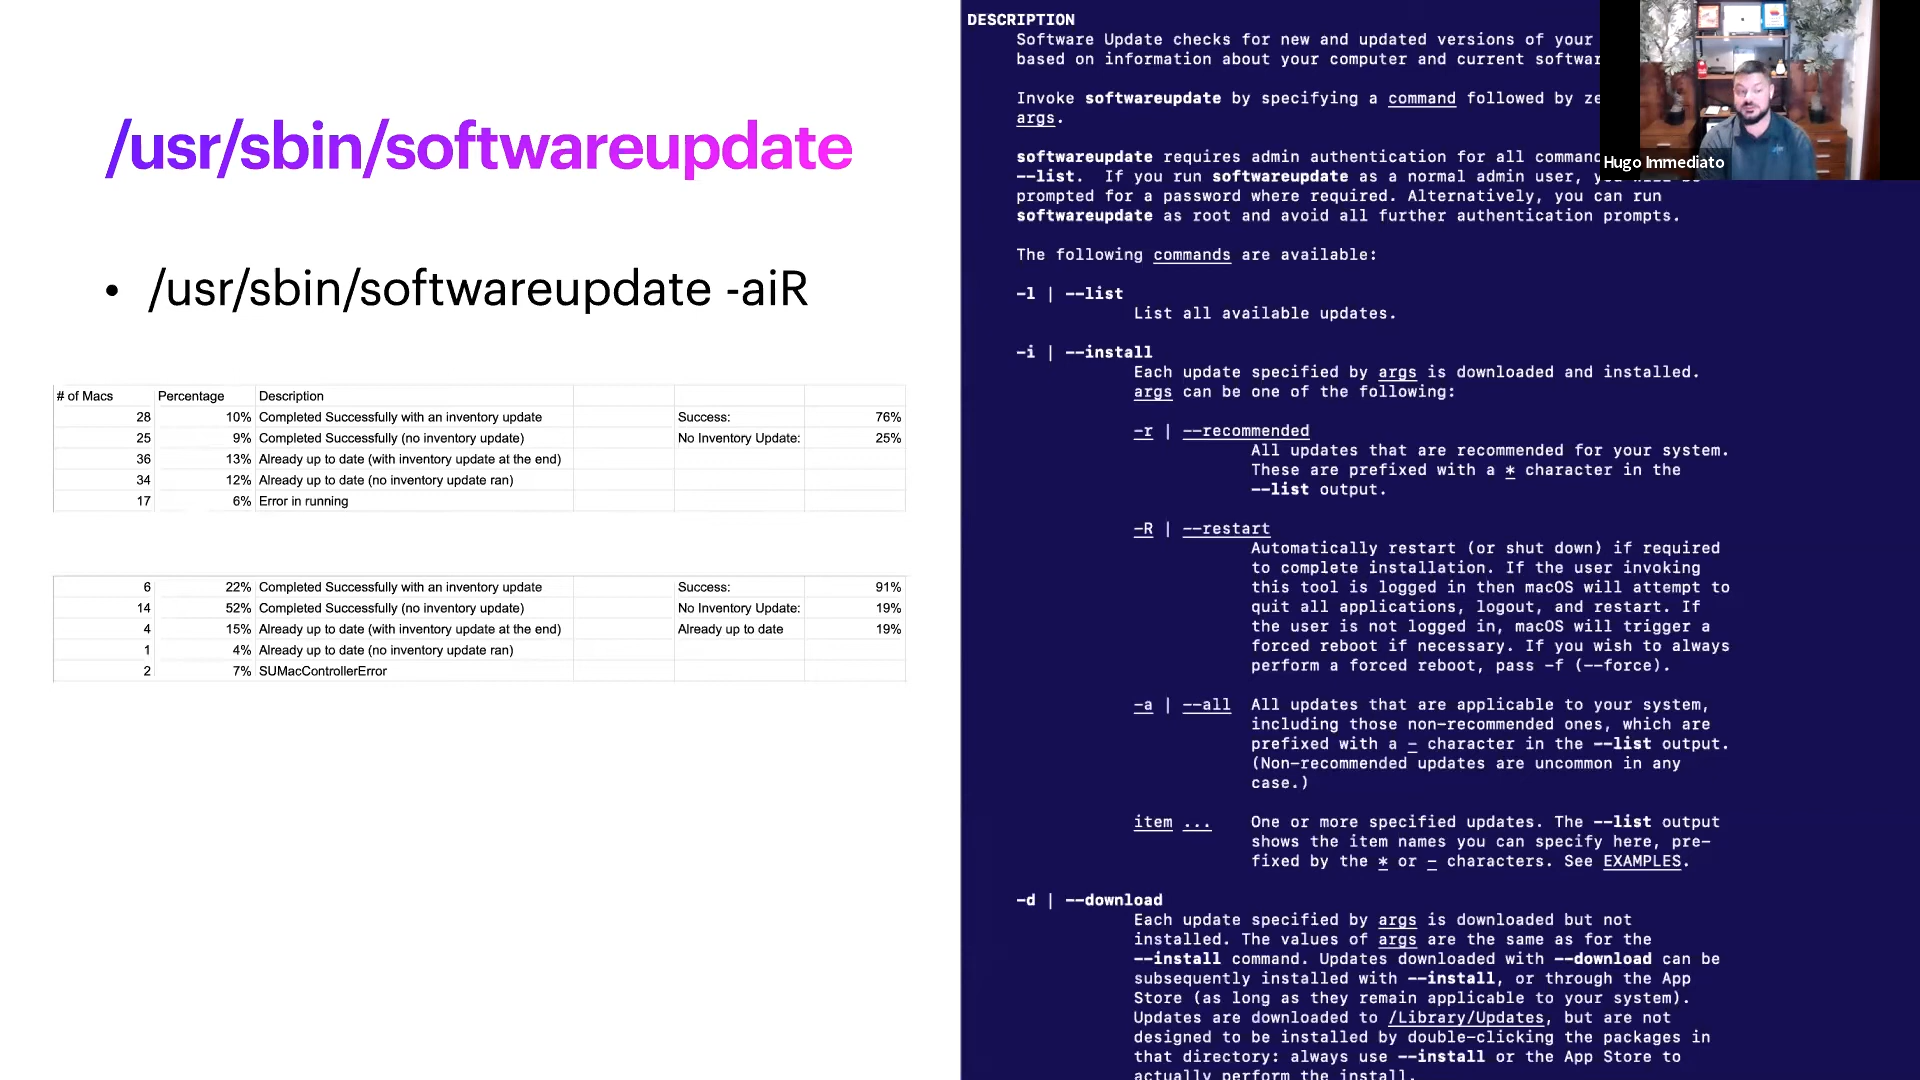 /usr/sbin/softwareupdate
• /usr/sbin/softwareupdate -aiR
# of Macs Percentage Description
28 10% Completed Successfully with an inventory update Success: 76%
25 9% Completed Successfully (no inventory update) No Inventory Update: 25%
36 13% Already up to date (with inventory update at the end)
34 12% Already up to date (no inventory update ran)
17 6% Error in running
6 22% Completed Successfully with an inventory update Success: 91%
14 52% Completed Successfully (no inventory update) No Inventory Update: 19%
4 15% Already up to date (with inventory update at the end) Already up to date 19%
1 4% Already up to date (no inventory update ran)
2 7% SUMacControllerError
DESCRIPTION
Software Update checks for new and updated versions of your
based on information about your computer and current
Invoke softwareupdate by specifying a command followed by
args.
softwareupdate requires admin authentication for all
--list. If you run softwareupdate as a normal admin user,
prompted for a password where required. Alternatively, you can run
softwareupdate as root and avoid all further authentication prompts.
The following commands are available:
-l | --list
List all available updates.
-i | --install
Each update specified by args is downloaded and installed.
args can be one of the following:
-r | --recommended
All updates that are recommended for your system.
These are prefixed with a * character in the
--list output.
-R | --restart
Automatically restart (or shut down) if required
to complete installation. If the user invoking
this tool is logged in then macOS will attempt to
quit all applications, logout, and restart. If
the user is not logged in, macOS will trigger a
forced reboot if necessary. If you wish to always
perform a forced reboot, pass -f (--force).
-a | --all All updates that are applicable to your system,
including those non-recommended ones, which are
prefixed with a - character in the --list output.
(Non-recommended updates are uncommon in any
case.)
item ... One or more specified updates. The --list output
shows the item names you can specify here, pre-
fixed by the * or - characters. See EXAMPLES.
-d | --download
Each update specified by args is downloaded but not
installed. The values of args are the same as for the
--install command. Updates downloaded with --download can be
subsequently installed with --install, or through the App
Store (as long as they remain applicable to your system).
Updates are downloaded to /Library/Updates, but are not
designed to be installed by double-clicking the packages in
that directory: always use --install or the App Store to
actually perform the install.
Hugo Immediato